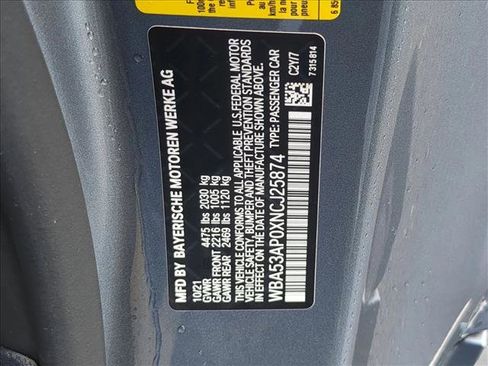 MFD BY BAYERISCHE MOTOREN WERKE AG
10/21
GVWR 4475 lbs 2030 kg
GAWR FRONT 2216 lbs 1005 kg
GAWR REAR 2469 lbs 1120 kg
THIS VEHICLE CONFORMS TO ALL APPLICABLE U.S. FEDERAL MOTOR
VEHICLE SAFETY, BUMPER AND THEFT PREVENTION STANDARDS
IN EFFECT ON THE DATE OF MANUFACTURE SHOWN ABOVE.
WBA53AP0XNCJ25874 TYPE: PASSENGER CAR
C2Y/7
7315814